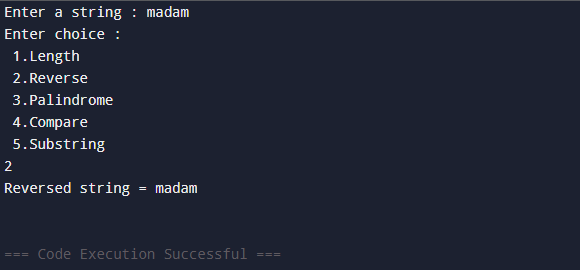 Enter a string : madam
Enter choice :
1.Length
2.Reverse
3.Palindrome
4.Compare
5.Substring
2
Reversed string = madam
=== Code Execution Successful ===